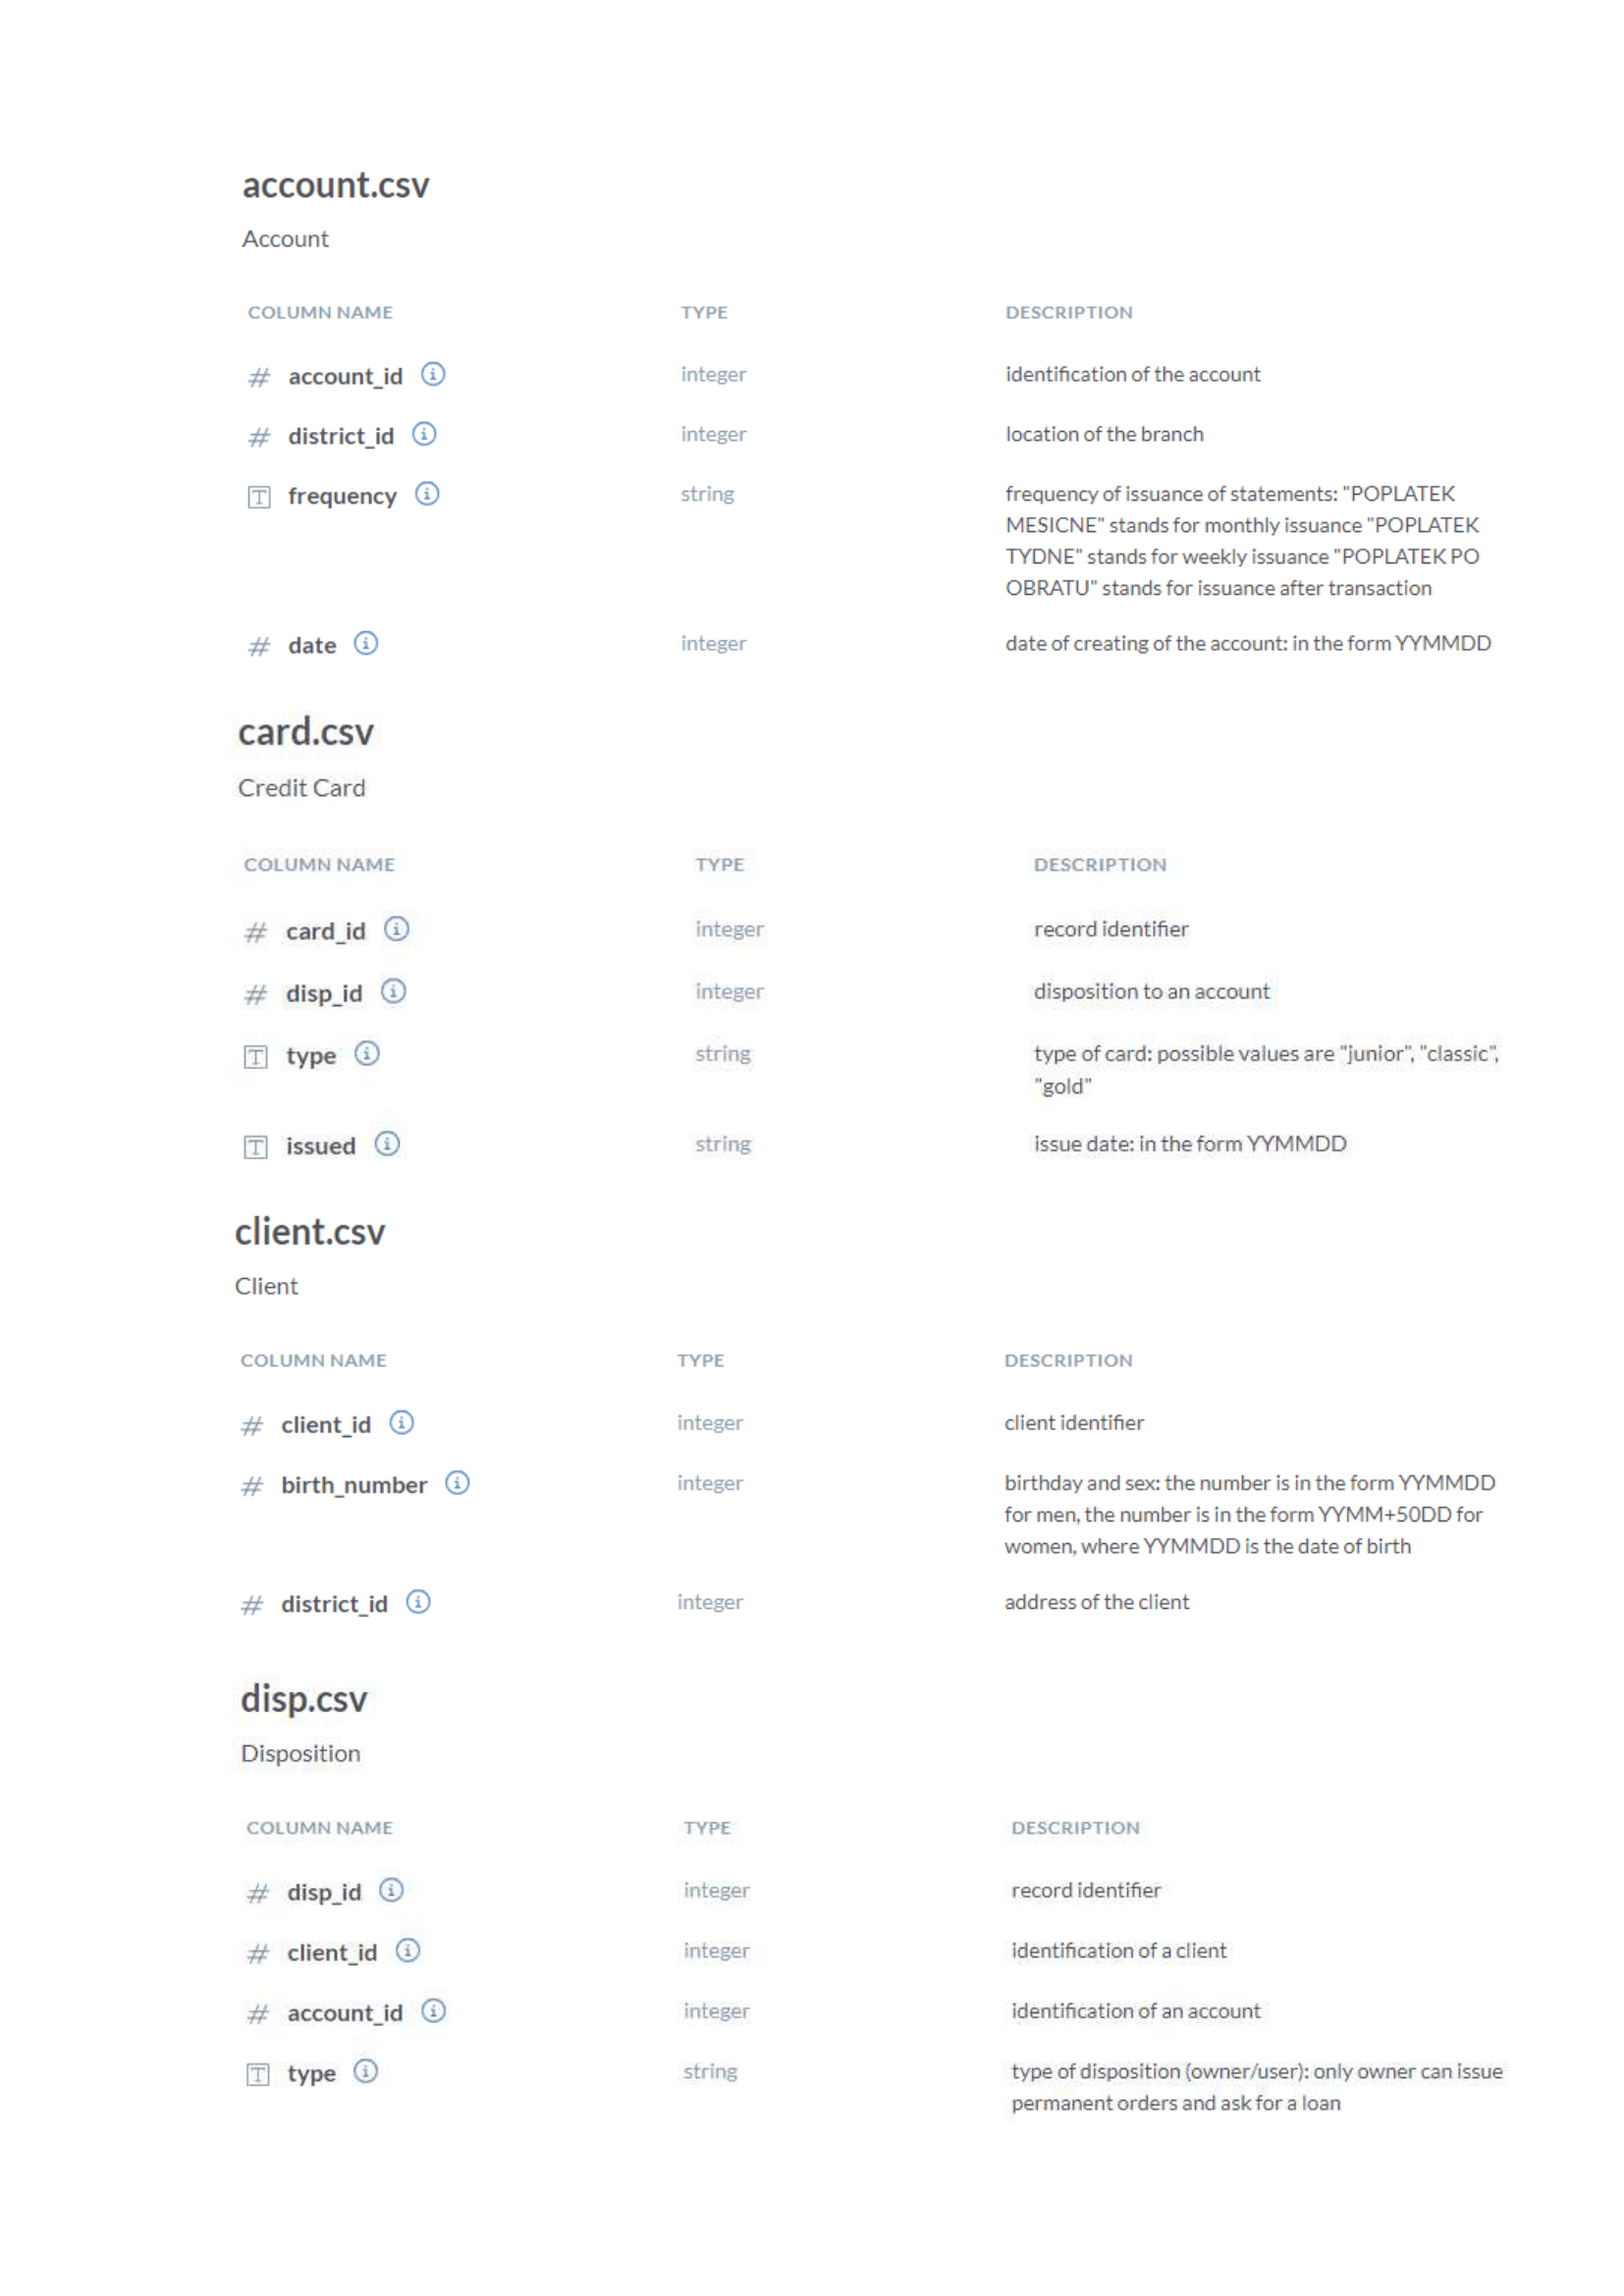 account.csv
Account
COLUMN NAME TYPE DESCRIPTION
# account_id integer identification of the account
# district_id integer location of the branch
T frequency string frequency of issuance of statements: "POPLATEK
MESICNE" stands for monthly issuance "POPLATEK
TYDNE" stands for weekly issuance "POPLATEK PO
OBRATU" stands for issuance after transaction
# date integer date of creating of the account: in the form YYMMDD
card.csv
Credit Card
COLUMN NAME TYPE DESCRIPTION
# card_id integer record identifier
# disp_id integer disposition to an account
T type string type of card: possible values are "junior", "classic",
"gold"
T issued string issue date: in the form YYMMDD
client.csv
Client
COLUMN NAME TYPE DESCRIPTION
# client_id integer client identifier
# birth_number integer birthday and sex: the number is in the form YYMMDD
for men, the number is in the form YYMM+50DD for
women, where YYMMDD is the date of birth
# district_id integer address of the client
disp.csv
Disposition
COLUMN NAME TYPE DESCRIPTION
# disp_id integer record identifier
# client_id integer identification of a client
# account_id integer identification of an account
T type string type of disposition (owner/user): only owner can issue
permanent orders and ask for a loan